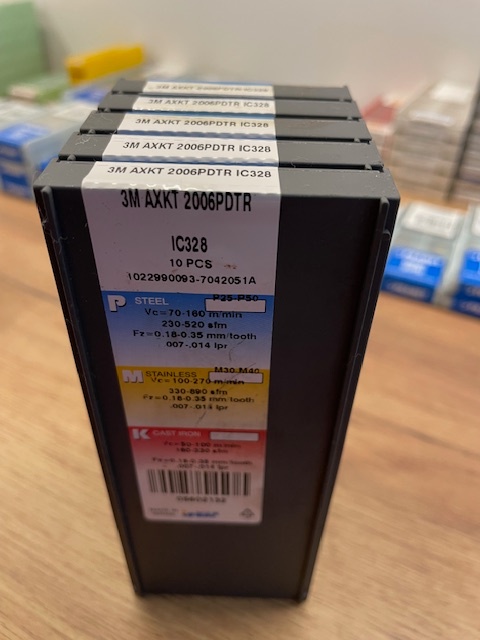 3M AXKT 2006PDTR IC328
3M AXKT 2006PDTR IC328
3M AXKT 2006PDTR IC328
3M AXKT 2006PDTR IC328
3M AXKT 2006PDTR IC328
3M AXKT 2006PDTR
IC328
10 PCS
1022990093-7042051A
P STEEL P25-P50
Vc=70-160 m/min
230-520 sfm
Fz=0.18-0.35 mm/tooth
.007-.014 ipr
M STAINLESS M30-M40
Vc=100-270 m/min
330-890 sfm
Fz=0.18-0.35 mm/tooth
.007-.014 ipr
K CAST IRON
.007-.014 ipr